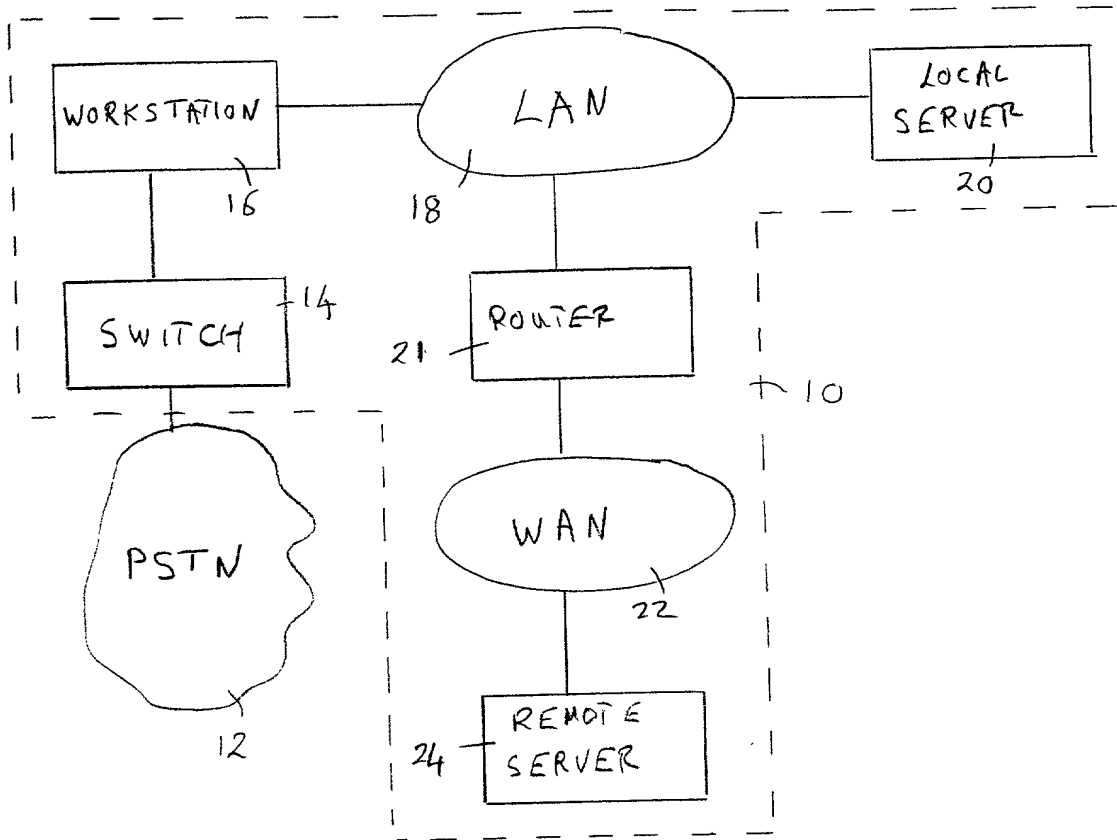 WORKSTATION
16
LAN
18
LOCAL
SERVER
20
SWITCH
14
ROUTER
21
10
PSTN
12
WAN
22
REMOTE
SERVER
24